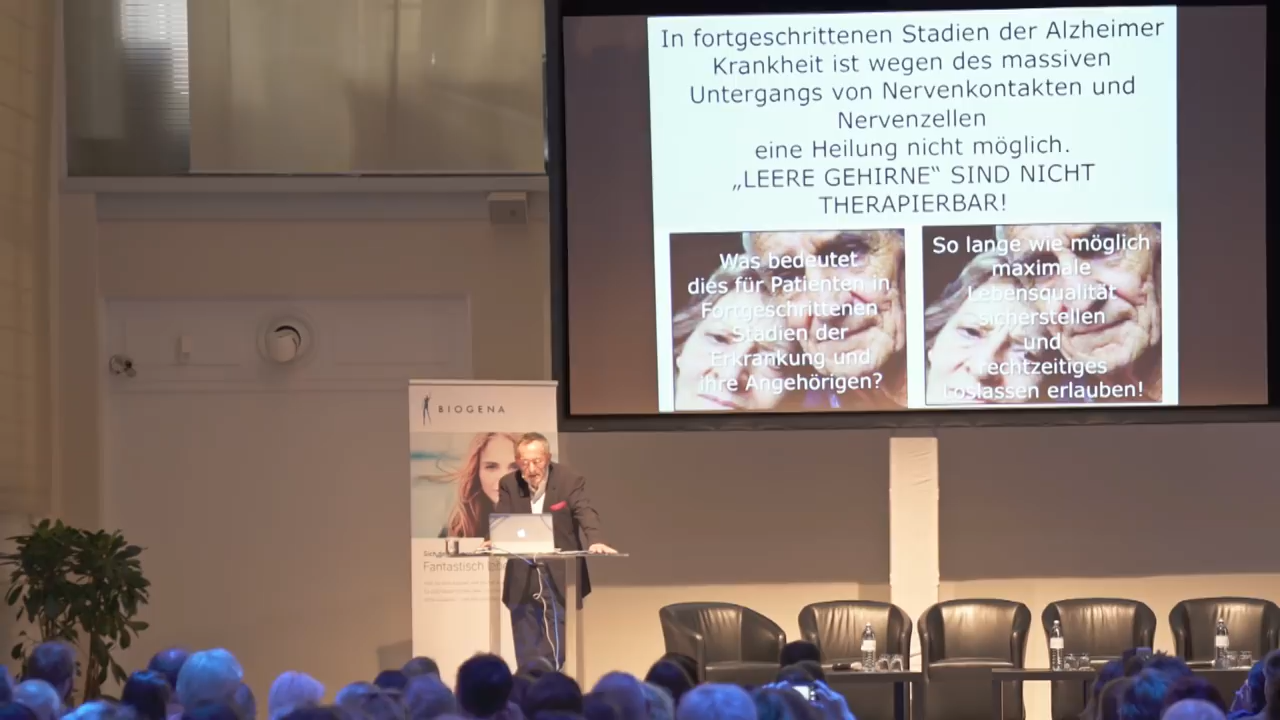 In fortgeschrittenen Stadien der Alzheimer
Krankheit ist wegen des massiven
Untergangs von Nervenkontakten und
Nervenzellen
eine Heilung nicht möglich.
„LEERE GEHIRNE“ SIND NICHT
THERAPIERBAR!
Was bedeutet
dies für Patienten in
Fortgeschrittenen
Stadien der
Erkrankung und
ihre Angehörigen?
So lange wie möglich
maximale
Lebensqualität
sicherstellen
und
rechtzeitiges
Loslassen erlauben!
BIOGENA
Fantastisch